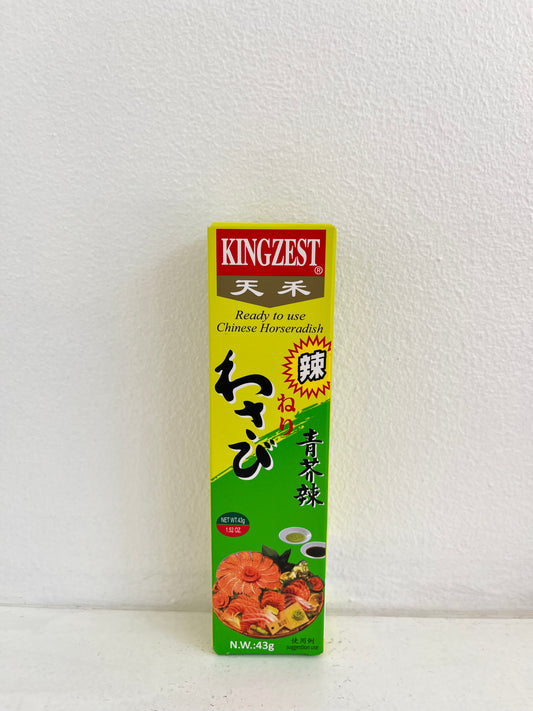 KINGZEST®
天禾
Ready to use
Chinese Horseradish
辣
わさび
ねり
青芥辣
NET WT.43g
1.52 OZ.
N.W.:43g
使用例
suggestion use